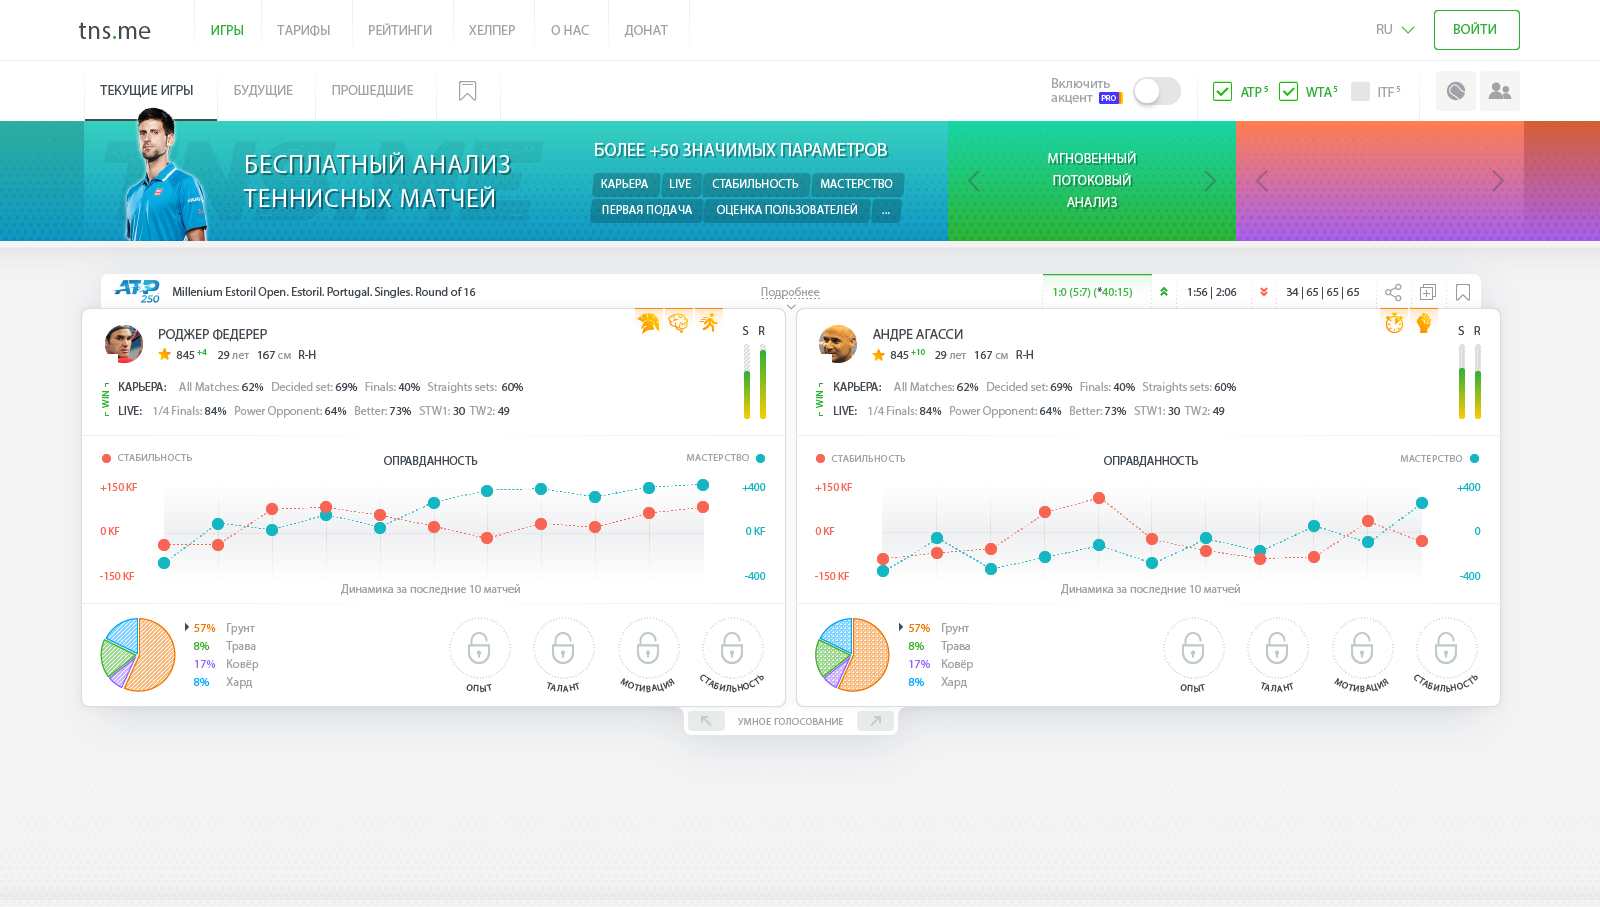 tns.me
ИГРЫ
ТАРИФЫ
РЕЙТИНГИ
ХЕЛПЕР
О НАС
ДОНАТ
RU
ВОЙТИ
ТЕКУЩИЕ ИГРЫ
БУДУЩИЕ
ПРОШЕДШИЕ
Включить
акцент PRO
ATP 5
WTA 5
ITF 5
TNS.ME
БЕСПЛАТНЫЙ АНАЛИЗ
ТЕННИСНЫХ МАТЧЕЙ
БОЛЕЕ +50 ЗНАЧИМЫХ ПАРАМЕТРОВ
КАРЬЕРА LIVE СТАБИЛЬНОСТЬ МАСТЕРСТВО
ПЕРВАЯ ПОДАЧА ОЦЕНКА ПОЛЬЗОВАТЕЛЕЙ ...
МГНОВЕННЫЙ
ПОТОКОВЫЙ
АНАЛИЗ
ATP 250
Millenium Estoril Open. Estoril. Portugal. Singles. Round of 16
Подробнее
1:0 (5:7) (*40:15)
1:56 | 2:06
34 | 65 | 65 | 65
РОДЖЕР ФЕДЕРЕР
845 +4 29 лет 167 см R-H
S R
WIN
КАРЬЕРА: All Matches: 62% Decided set: 69% Finals: 40% Straights sets: 60%
LIVE: 1/4 Finals: 84% Power Opponent: 64% Better: 73% STW1: 30 TW2: 49
СТАБИЛЬНОСТЬ
ОПРАВДАННОСТЬ
МАСТЕРСТВО
+150 KF
+400
0 KF
0 KF
-150 KF
-400
Динамика за последние 10 матчей
57% Грунт
8% Трава
17% Ковёр
8% Хард
ОПЫТ
ТАЛАНТ
МОТИВАЦИЯ
СТАБИЛЬНОСТЬ
АНДРЕ АГАССИ
845 +10 29 лет 167 см R-H
S R
WIN
КАРЬЕРА: All Matches: 62% Decided set: 69% Finals: 40% Straights sets: 60%
LIVE: 1/4 Finals: 84% Power Opponent: 64% Better: 73% STW1: 30 TW2: 49
СТАБИЛЬНОСТЬ
ОПРАВДАННОСТЬ
МАСТЕРСТВО
+150 KF
+400
0 KF
0
-150 KF
-400
Динамика за последние 10 матчей
57% Грунт
8% Трава
17% Ковёр
8% Хард
ОПЫТ
ТАЛАНТ
МОТИВАЦИЯ
СТАБИЛЬНОСТЬ
УМНОЕ ГОЛОСОВАНИЕ